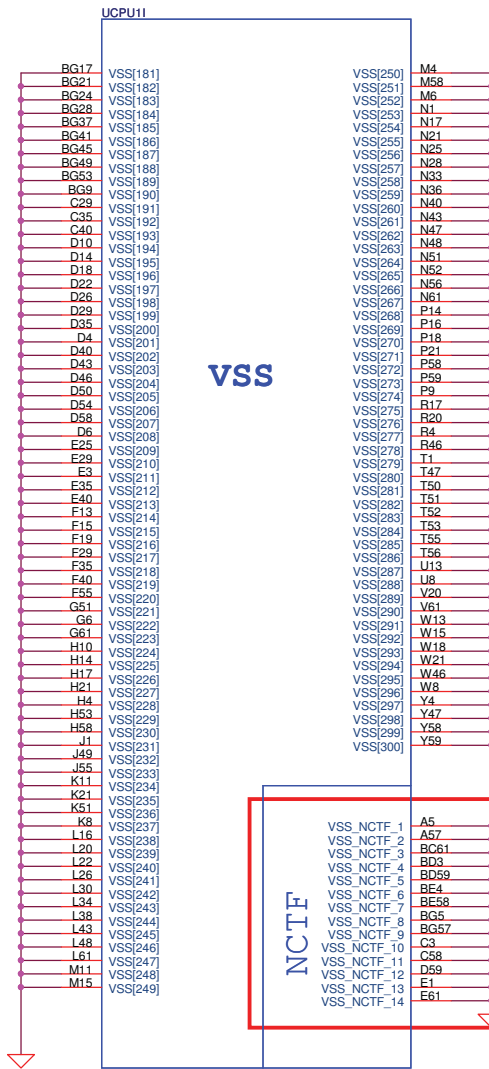 UCPU1I
BG17 VSS[181]
BG21 VSS[182]
BG24 VSS[183]
BG28 VSS[184]
BG37 VSS[185]
BG41 VSS[186]
BG45 VSS[187]
BG49 VSS[188]
BG53 VSS[189]
BG9 VSS[190]
C29 VSS[191]
C35 VSS[192]
C40 VSS[193]
D10 VSS[194]
D14 VSS[195]
D18 VSS[196]
D22 VSS[197]
D26 VSS[198]
D29 VSS[199]
D35 VSS[200]
D4 VSS[201]
D40 VSS[202]
D43 VSS[203]
D46 VSS[204]
D50 VSS[205]
D54 VSS[206]
D58 VSS[207]
D6 VSS[208]
E25 VSS[209]
E29 VSS[210]
E3 VSS[211]
E35 VSS[212]
E40 VSS[213]
F13 VSS[214]
F15 VSS[215]
F19 VSS[216]
F29 VSS[217]
F35 VSS[218]
F40 VSS[219]
F55 VSS[220]
G51 VSS[221]
G6 VSS[222]
G61 VSS[223]
H10 VSS[224]
H14 VSS[225]
H17 VSS[226]
H21 VSS[227]
H4 VSS[228]
H53 VSS[229]
H58 VSS[230]
J1 VSS[231]
J49 VSS[232]
J55 VSS[233]
K11 VSS[234]
K21 VSS[235]
K51 VSS[236]
K8 VSS[237]
L16 VSS[238]
L20 VSS[239]
L22 VSS[240]
L26 VSS[241]
L30 VSS[242]
L34 VSS[243]
L38 VSS[244]
L43 VSS[245]
L48 VSS[246]
L61 VSS[247]
M11 VSS[248]
M15 VSS[249]
VSS
VSS[250] M4
VSS[251] M58
VSS[252] M6
VSS[253] N1
VSS[254] N17
VSS[255] N21
VSS[256] N25
VSS[257] N28
VSS[258] N33
VSS[259] N36
VSS[260] N40
VSS[261] N43
VSS[262] N47
VSS[263] N48
VSS[264] N51
VSS[265] N52
VSS[266] N56
VSS[267] N61
VSS[268] P14
VSS[269] P16
VSS[270] P18
VSS[271] P21
VSS[272] P58
VSS[273] P59
VSS[274] P9
VSS[275] R17
VSS[276] R20
VSS[277] R4
VSS[278] R46
VSS[279] T1
VSS[280] T47
VSS[281] T50
VSS[282] T51
VSS[283] T52
VSS[284] T53
VSS[285] T55
VSS[286] T56
VSS[287] U13
VSS[288] U8
VSS[289] V20
VSS[290] V61
VSS[291] W13
VSS[292] W15
VSS[293] W18
VSS[294] W21
VSS[295] W46
VSS[296] W8
VSS[297] Y4
VSS[298] Y47
VSS[299] Y58
VSS[300] Y59
NCTF
VSS_NCTF_1 A5
VSS_NCTF_2 A57
VSS_NCTF_3 BC61
VSS_NCTF_4 BD3
VSS_NCTF_5 BD59
VSS_NCTF_6 BE4
VSS_NCTF_7 BE58
VSS_NCTF_8 BG5
VSS_NCTF_9 BG57
VSS_NCTF_10 C3
VSS_NCTF_11 C58
VSS_NCTF_12 D59
VSS_NCTF_13 E1
VSS_NCTF_14 E61